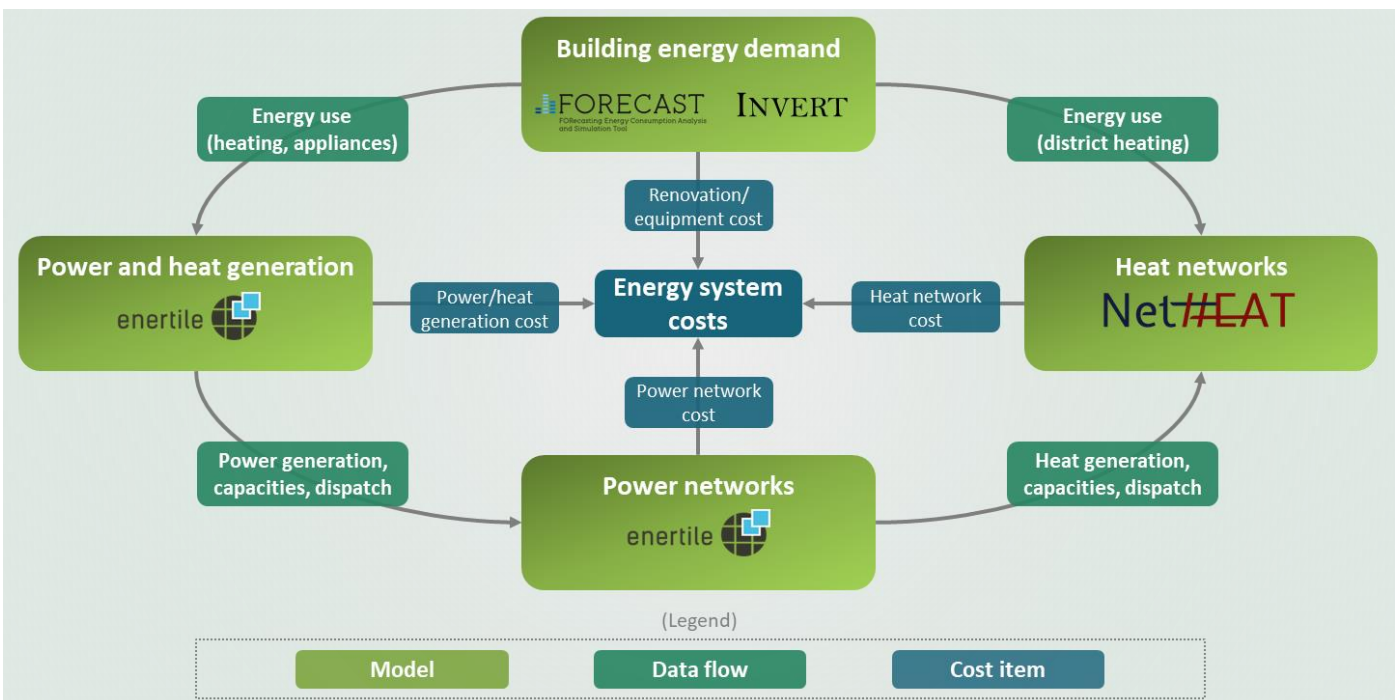 Building energy demand
FORECAST
FORecasting Energy Consumption Analysis
and Simulation Tool
INVERT
Energy use
(heating, appliances)
Energy use
(district heating)
Renovation/
equipment cost
Power and heat generation
enertile
Power/heat
generation cost
Energy system
costs
Heat network
cost
Heat networks
NetHEAT
Power network
cost
Power generation,
capacities, dispatch
Power networks
enertile
Heat generation,
capacities, dispatch
(Legend)
Model
Data flow
Cost item